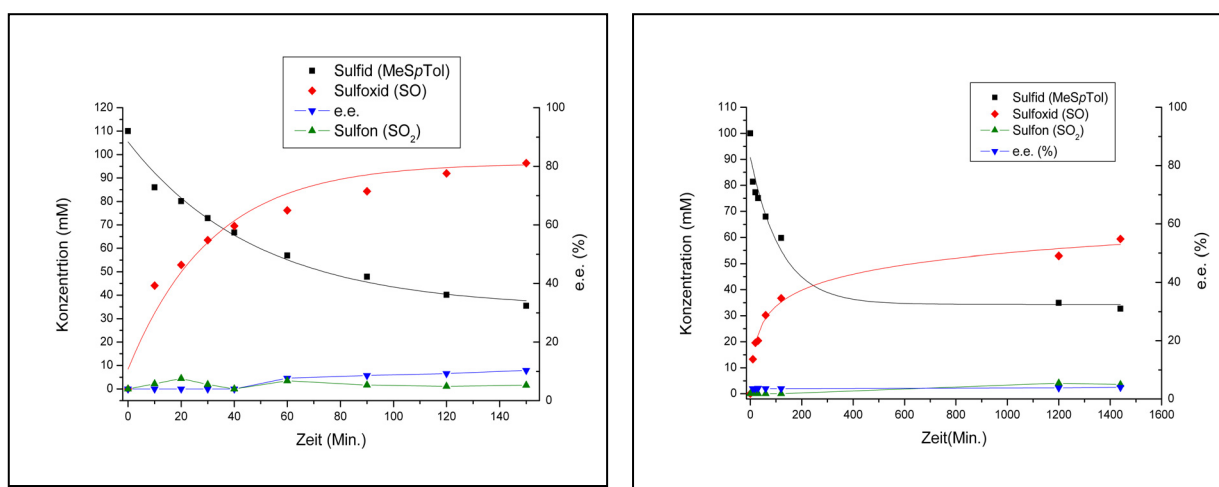 Sulfid (MeSpTol)
Sulfoxid (SO)
e.e.
Sulfon (SO2)
120
110
100
90
80
70
60
50
40
30
20
10
0
Konzentrtion (mM)
100
80
60
40
20
0
e.e. (%)
0 20 40 60 80 100 120 140
Zeit (Min.)
Sulfid (MeSpTol)
Sulfoxid (SO)
Sulfon (SO2)
e.e. (%)
110
100
90
80
70
60
50
40
30
20
10
0
Konzentration (mM)
100
80
60
40
20
0
e.e. (%)
0 200 400 600 800 1000 1200 1400 1600
Zeit(Min.)